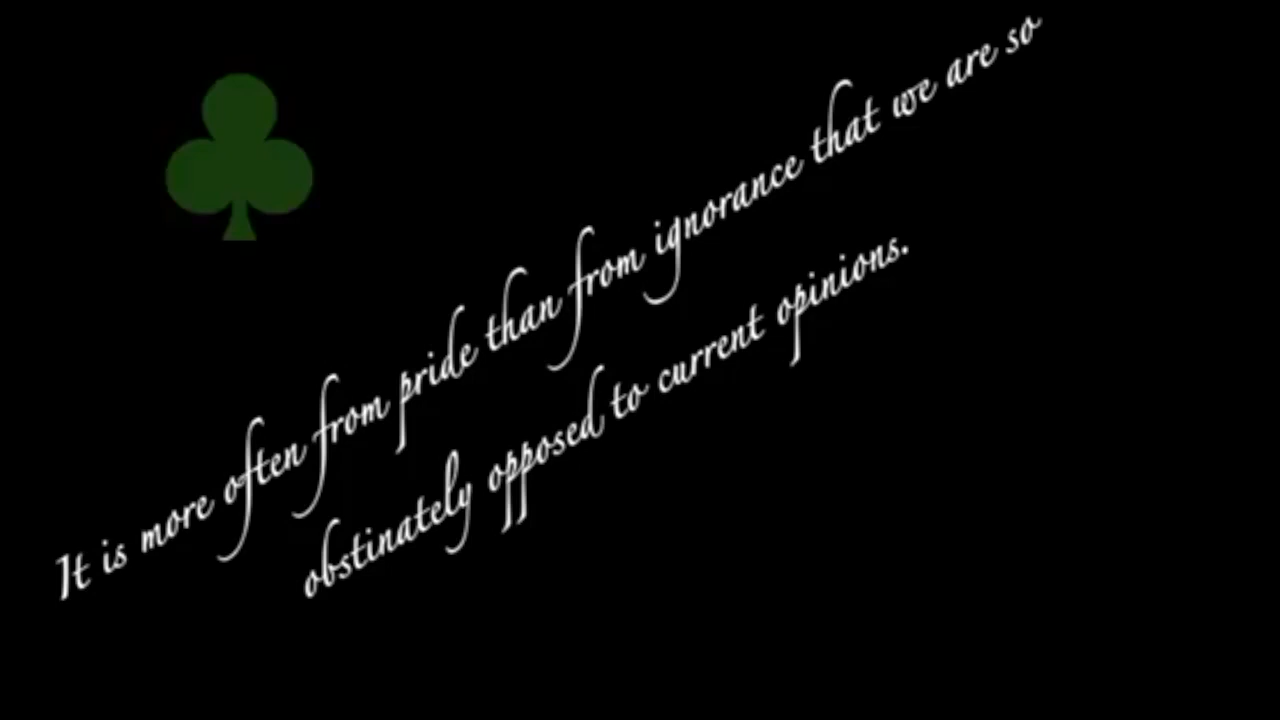 It is more often from pride than from ignorance that we are so
obstinately opposed to current opinions.